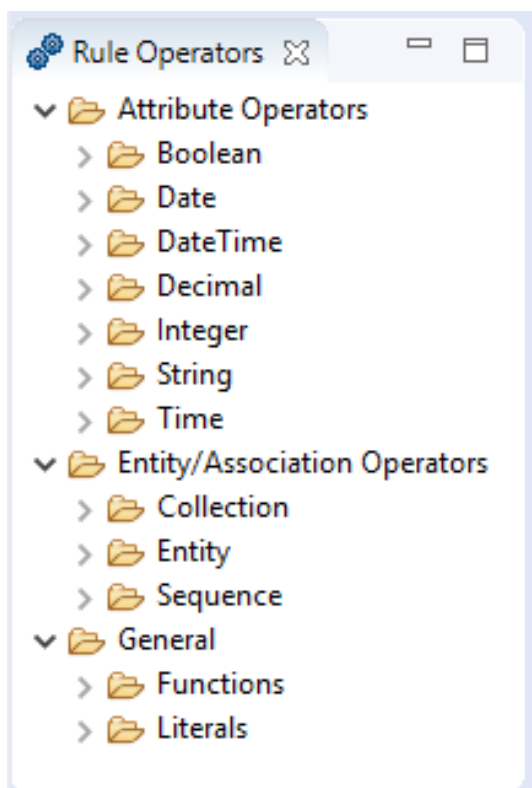 Rule Operators
Attribute Operators
Boolean
Date
DateTime
Decimal
Integer
String
Time
Entity/Association Operators
Collection
Entity
Sequence
General
Functions
Literals